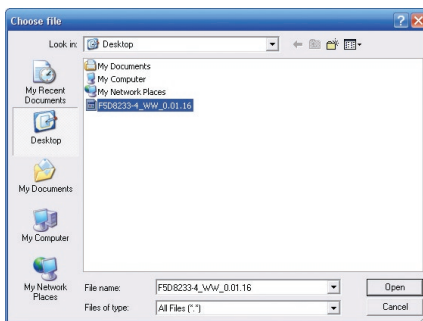 Choose file
Look in: Desktop
My Recent
Documents
Desktop
My Documents
My Computer
My Network
Places
My Documents
My Computer
My Network Places
F5D8233-4_WW_0.01.16
File name: F5D8233-4_WW_0.01.16 Open
Files of type: All Files (*.*) Cancel